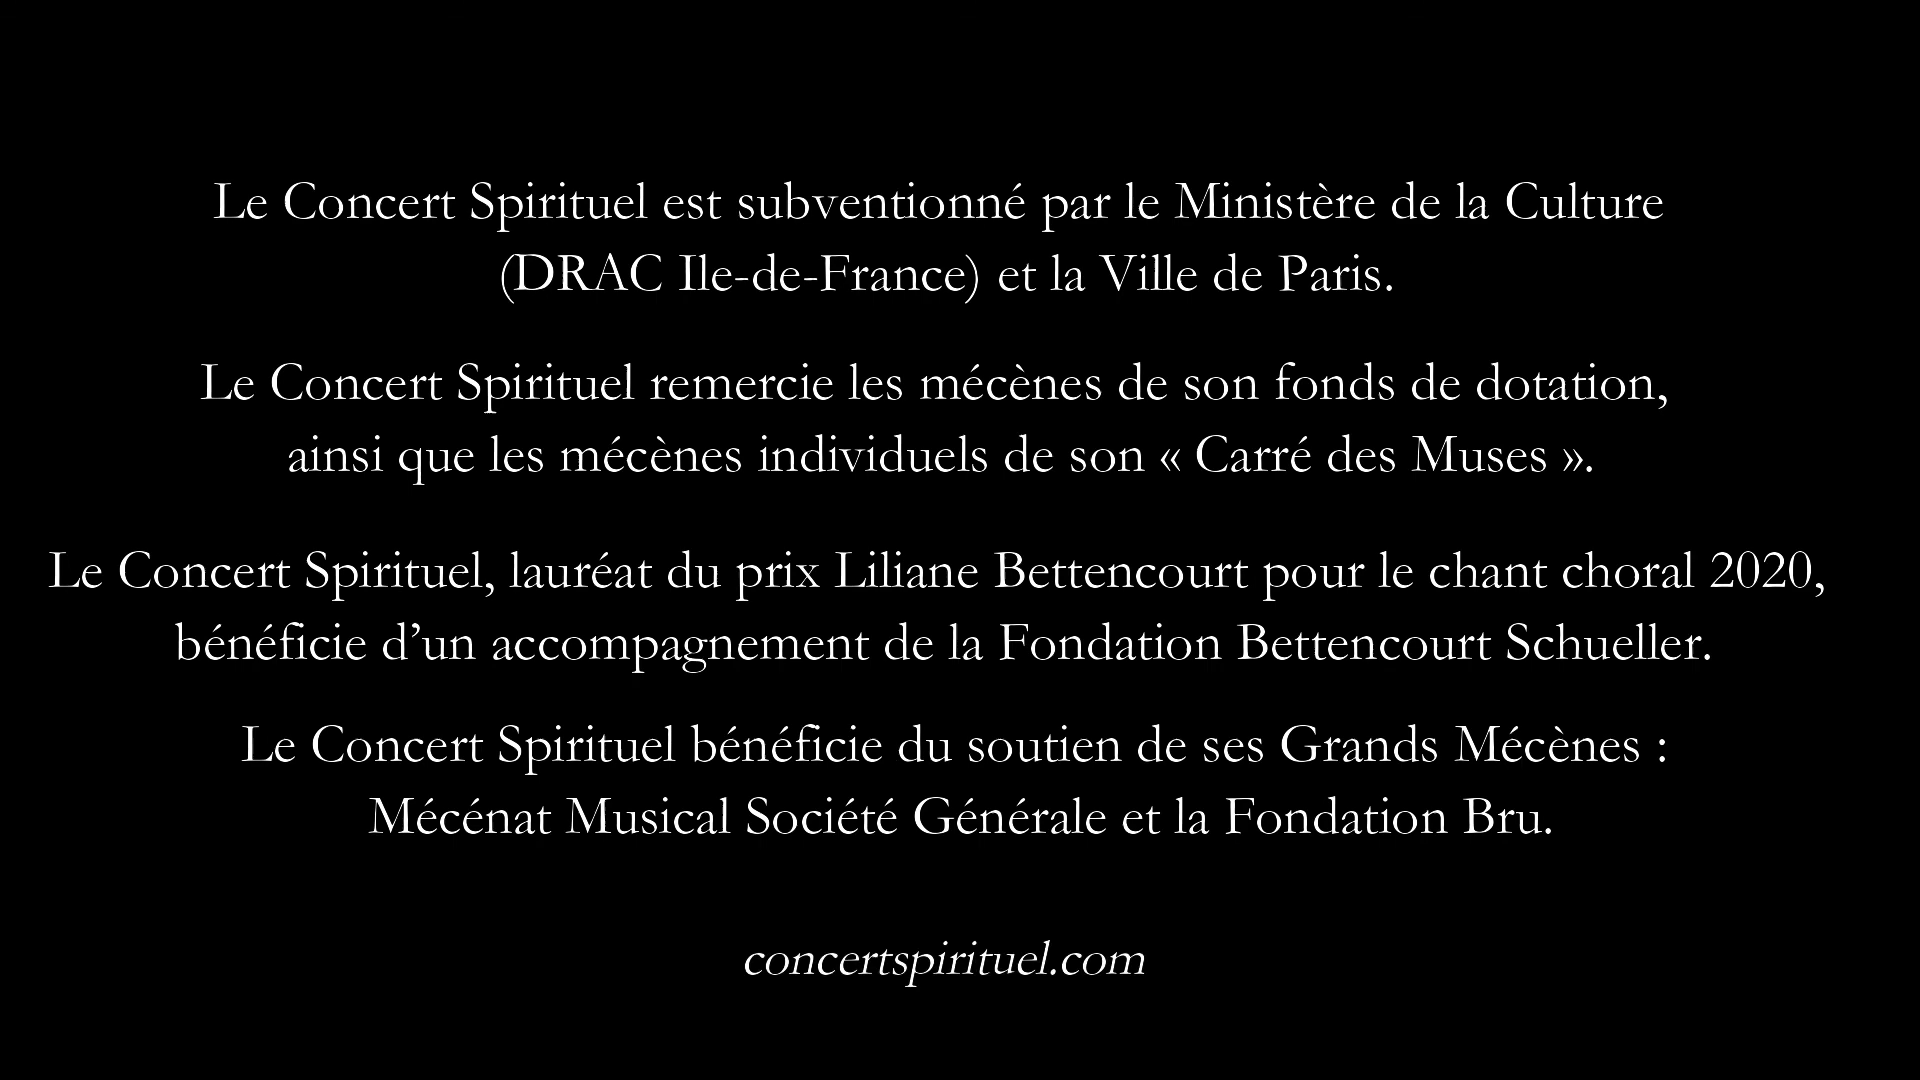 Le Concert Spirituel est subventionné par le Ministère de la Culture
(DRAC Ile-de-France) et la Ville de Paris.
Le Concert Spirituel remercie les mécènes de son fonds de dotation,
ainsi que les mécènes individuels de son « Carré des Muses ».
Le Concert Spirituel, lauréat du prix Liliane Bettencourt pour le chant choral 2020,
bénéficie d’un accompagnement de la Fondation Bettencourt Schueller.
Le Concert Spirituel bénéficie du soutien de ses Grands Mécènes :
Mécénat Musical Société Générale et la Fondation Bru.
concertspirituel.com